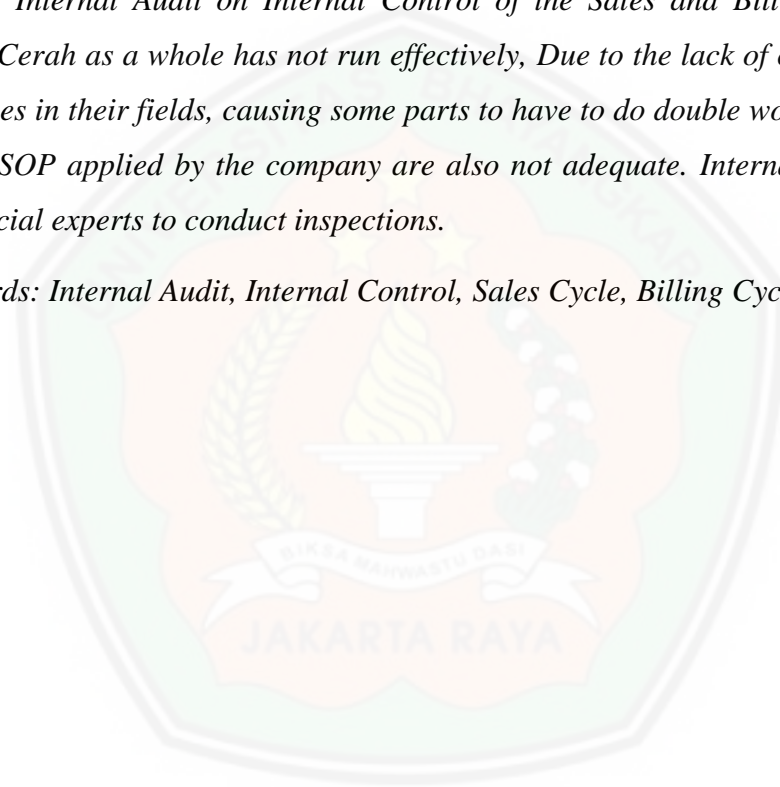 Internal Audit on Internal Control of the Sales and Bill
Cerah as a whole has not run effectively, Due to the lack of
es in their fields, causing some parts to have to do double wo
SOP applied by the company are also not adequate. Interna
cial experts to conduct inspections.
rds: Internal Audit, Internal Control, Sales Cycle, Billing Cyc
UNIVERSITAS BHAYANGKARA
BIKSA MAHWASTU DASI
JAKARTA RAYA